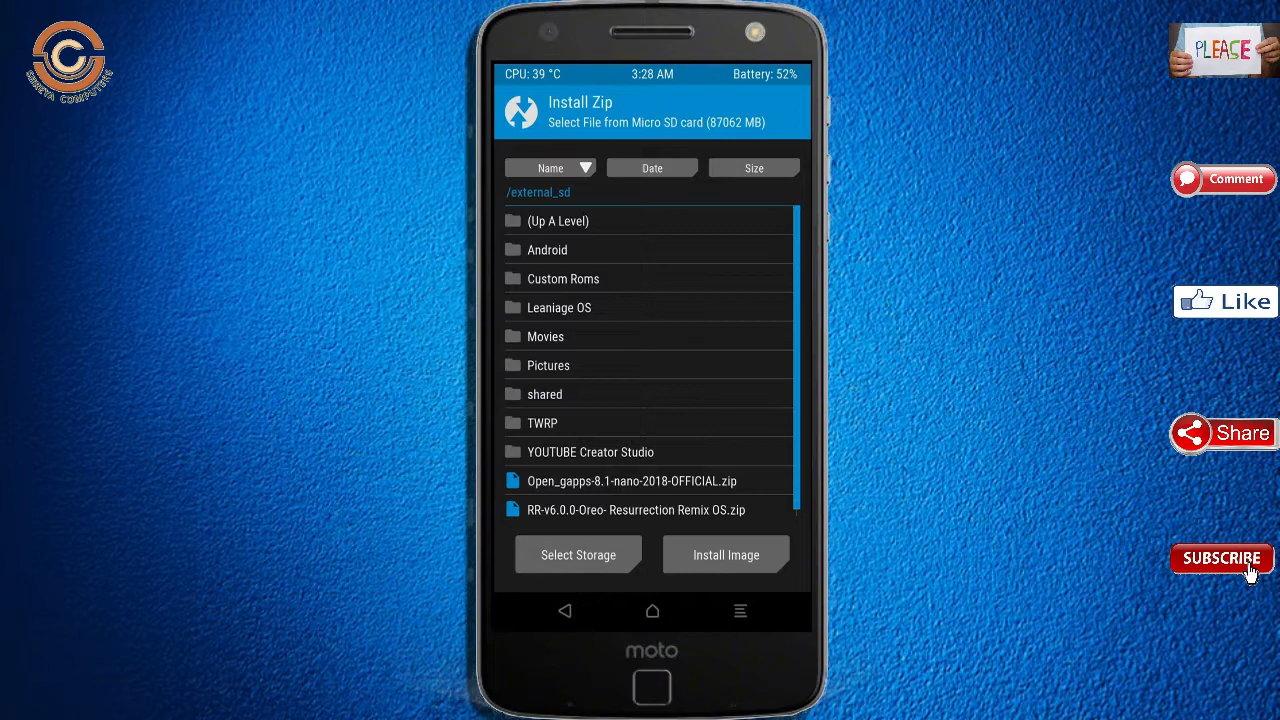 SHREYA COMPUTERS
CPU: 39 °C
3:28 AM
Battery: 52%
Install Zip
Select File from Micro SD card (87062 MB)
Name
Date
Size
/external_sd
(Up A Level)
Android
Custom Roms
Leaniage OS
Movies
Pictures
shared
TWRP
YOUTUBE Creator Studio
Open_gapps-8.1-nano-2018-OFFICIAL.zip
RR-v6.0.0-Oreo- Resurrection Remix OS.zip
Select Storage
Install Image
moto
PLEASE
Comment
Like
Share
SUBSCRIBE